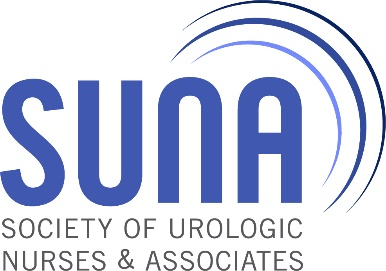 SUNA
SOCIETY OF UROLOGIC
NURSES & ASSOCIATES